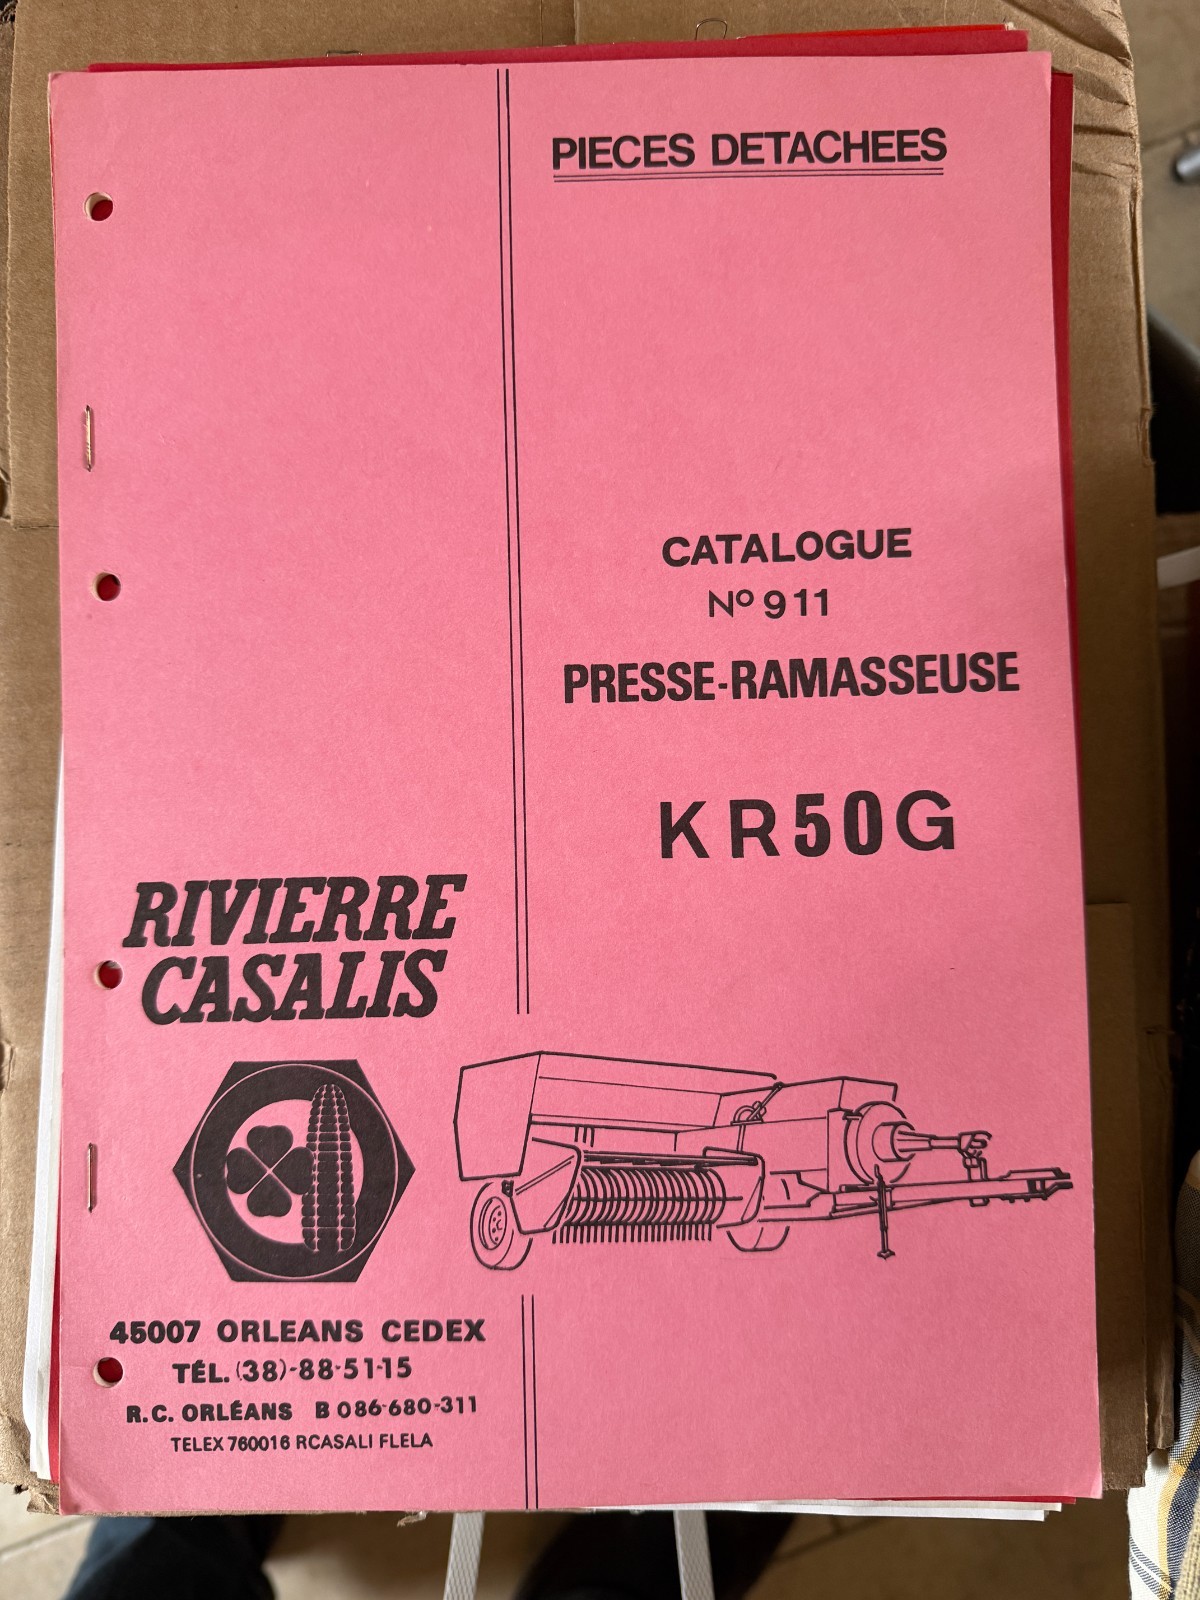 PIECES DETACHEES
CATALOGUE
Nº 911
PRESSE-RAMASSEUSE
KR50G
RIVIERRE
CASALIS
45007 ORLEANS CEDEX
TÉL. (38)-88-51-15
R.C. ORLÉANS B 086-680-311
TELEX 760016 RCASALI FLELA